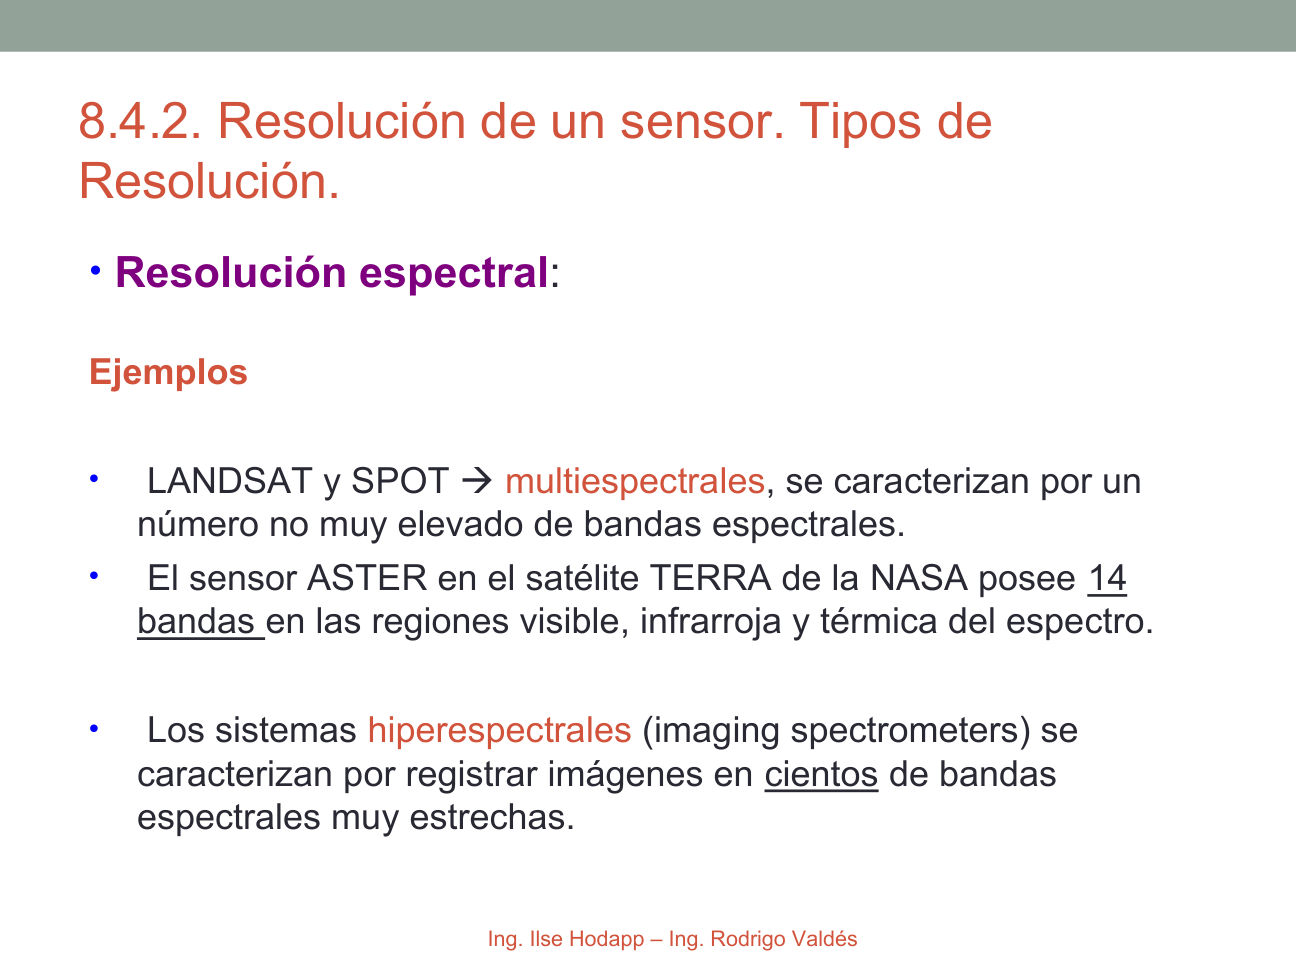 8.4.2. Resolución de un sensor. Tipos de
Resolución.
• Resolución espectral:
Ejemplos
• LANDSAT y SPOT → multiespectrales, se caracterizan por un
número no muy elevado de bandas espectrales.
• El sensor ASTER en el satélite TERRA de la NASA posee 14
bandas en las regiones visible, infrarroja y térmica del espectro.
• Los sistemas hiperespectrales (imaging spectrometers) se
caracterizan por registrar imágenes en cientos de bandas
espectrales muy estrechas.
Ing. Ilse Hodapp – Ing. Rodrigo Valdés